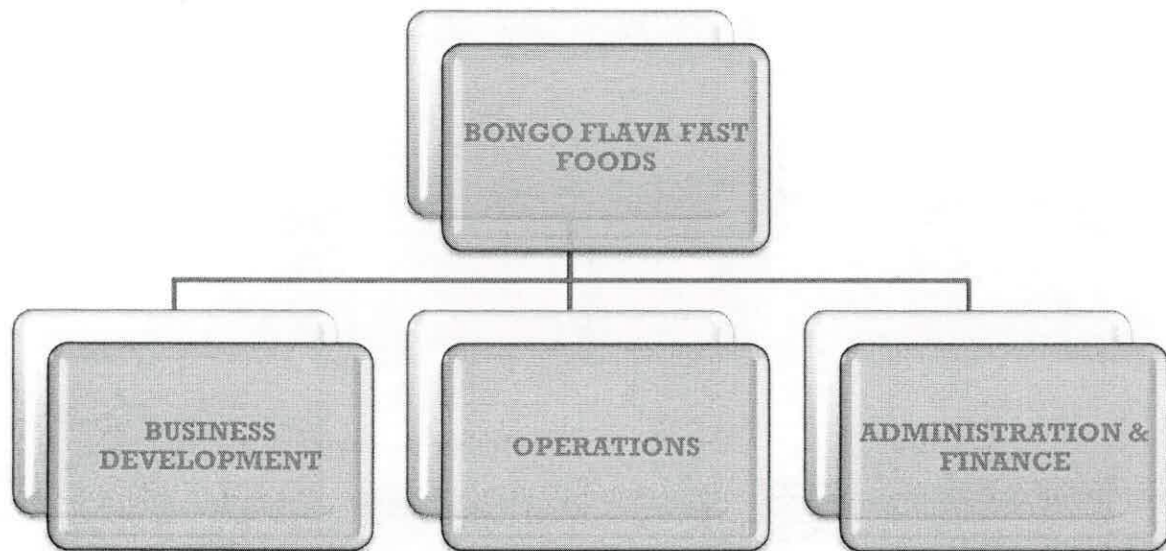 BONGO FLAVA FAST
FOODS
BUSINESS
DEVELOPMENT
OPERATIONS
ADMINISTRATION &
FINANCE